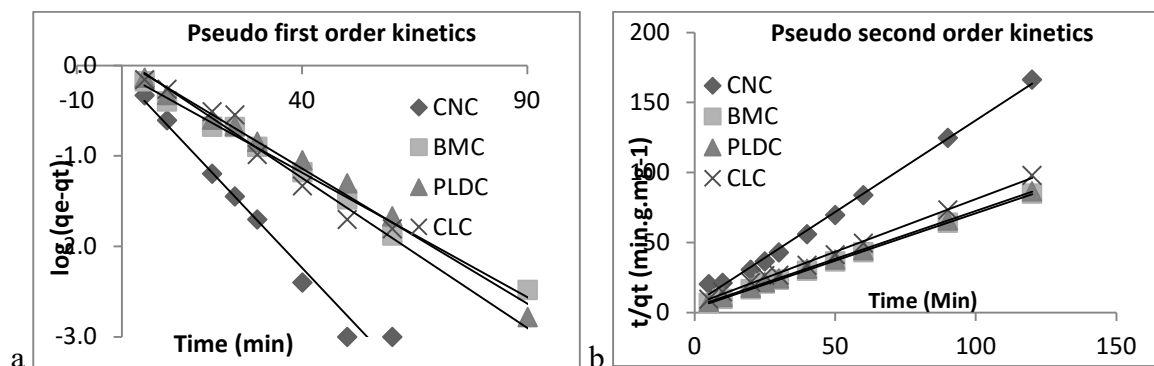 Pseudo first order kinetics
0.0
-10 40 90
CNC
BMC
PLDC
CLC
-1.0
-2.0
-3.0
log (qe-qt)
Time (min)
a
Pseudo second order kinetics
200
150
100
50
0
CNC
BMC
PLDC
CLC
t/qt (min.g.mg-1)
Time (Min)
0 50 100 150
b